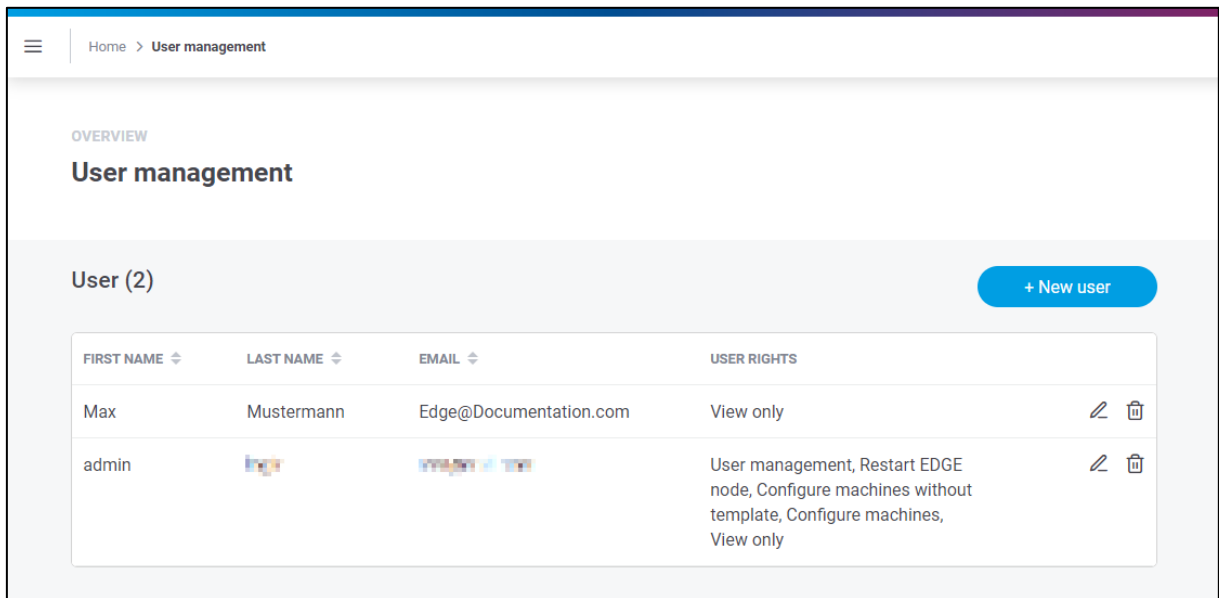 Home > User management
OVERVIEW
User management
User (2)
+ New user
FIRST NAME LAST NAME EMAIL USER RIGHTS
Max Mustermann Edge@Documentation.com View only
admin User management, Restart EDGE
node, Configure machines without
template, Configure machines,
View only